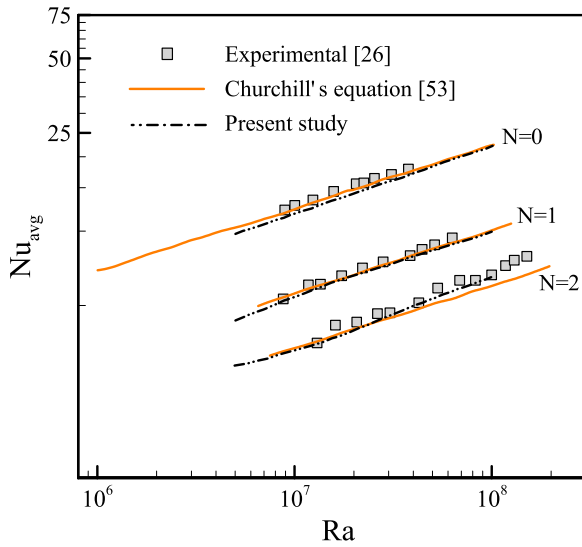 75
50
25
Nu_avg
Experimental [26]
Churchill's equation [53]
Present study
N=0
N=1
N=2
10^6
10^7
10^8
Ra